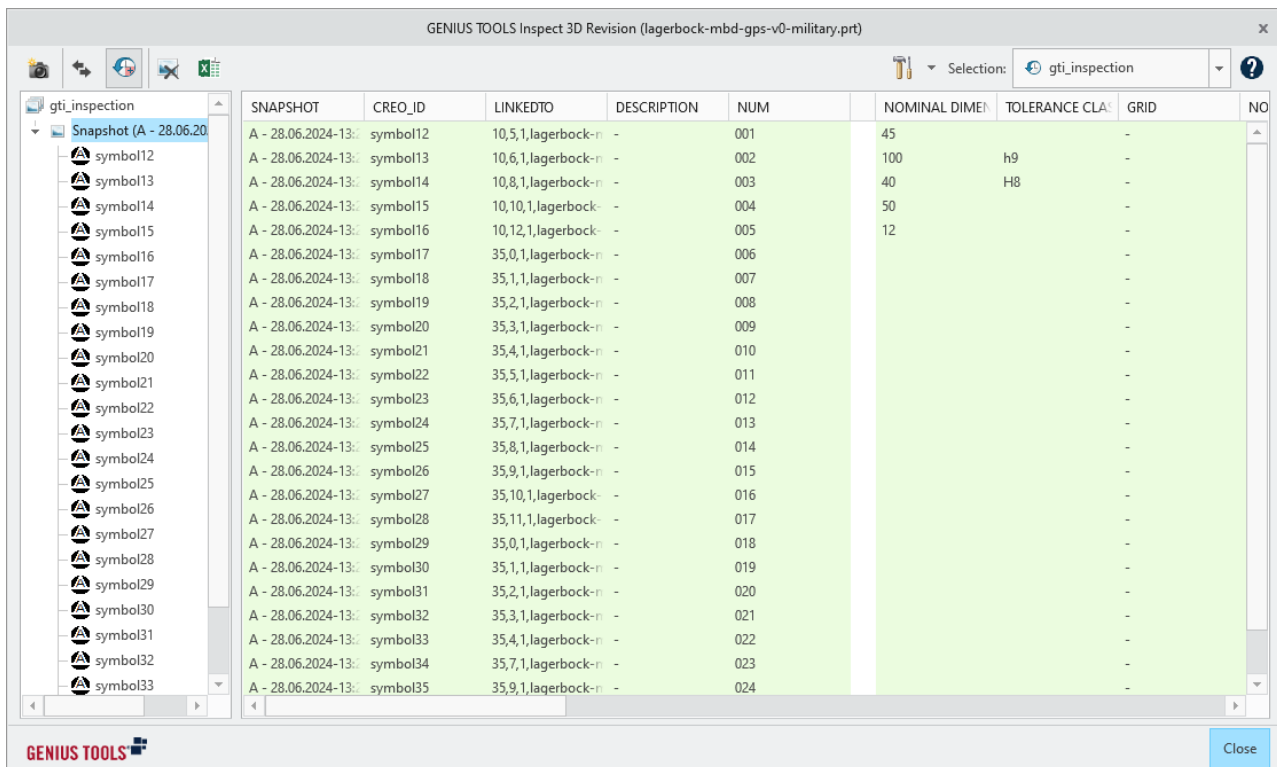 GENIUS TOOLS Inspect 3D Revision (lagerbock-mbd-gps-v0-military.prt)
Selection: gti_inspection
gti_inspection
Snapshot (A - 28.06.20
symbol12
symbol13
symbol14
symbol15
symbol16
symbol17
symbol18
symbol19
symbol20
symbol21
symbol22
symbol23
symbol24
symbol25
symbol26
symbol27
symbol28
symbol29
symbol30
symbol31
symbol32
symbol33
SNAPSHOT CREO_ID LINKEDTO DESCRIPTION NUM NOMINAL DIMEN TOLERANCE CLAS GRID NO
A - 28.06.2024-13: symbol12 10,5,1,lagerbock- - 001 45 -
A - 28.06.2024-13: symbol13 10,6,1,lagerbock- - 002 100 h9 -
A - 28.06.2024-13: symbol14 10,8,1,lagerbock- - 003 40 H8 -
A - 28.06.2024-13: symbol15 10,10,1,lagerbock- - 004 50 -
A - 28.06.2024-13: symbol16 10,12,1,lagerbock- - 005 12 -
A - 28.06.2024-13: symbol17 35,0,1,lagerbock- - 006 -
A - 28.06.2024-13: symbol18 35,1,1,lagerbock- - 007 -
A - 28.06.2024-13: symbol19 35,2,1,lagerbock- - 008 -
A - 28.06.2024-13: symbol20 35,3,1,lagerbock- - 009 -
A - 28.06.2024-13: symbol21 35,4,1,lagerbock- - 010 -
A - 28.06.2024-13: symbol22 35,5,1,lagerbock- - 011 -
A - 28.06.2024-13: symbol23 35,6,1,lagerbock- - 012 -
A - 28.06.2024-13: symbol24 35,7,1,lagerbock- - 013 -
A - 28.06.2024-13: symbol25 35,8,1,lagerbock- - 014 -
A - 28.06.2024-13: symbol26 35,9,1,lagerbock- - 015 -
A - 28.06.2024-13: symbol27 35,10,1,lagerbock- - 016 -
A - 28.06.2024-13: symbol28 35,11,1,lagerbock- - 017 -
A - 28.06.2024-13: symbol29 35,0,1,lagerbock- - 018 -
A - 28.06.2024-13: symbol30 35,1,1,lagerbock- - 019 -
A - 28.06.2024-13: symbol31 35,2,1,lagerbock- - 020 -
A - 28.06.2024-13: symbol32 35,3,1,lagerbock- - 021 -
A - 28.06.2024-13: symbol33 35,4,1,lagerbock- - 022 -
A - 28.06.2024-13: symbol34 35,7,1,lagerbock- - 023 -
A - 28.06.2024-13: symbol35 35,9,1,lagerbock- - 024 -
GENIUS TOOLS
Close